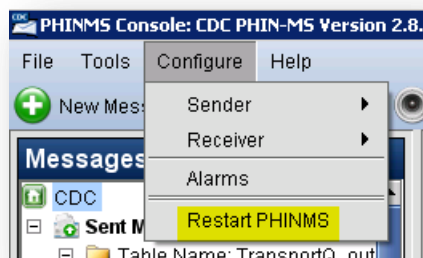 PHINMS Console: CDC PHIN-MS Version 2.8.
File Tools Configure Help
New Mes
Sender
Receiver
Messages
Alarms
CDC
Restart PHINMS
Sent M
Table Name: TransportQ_out